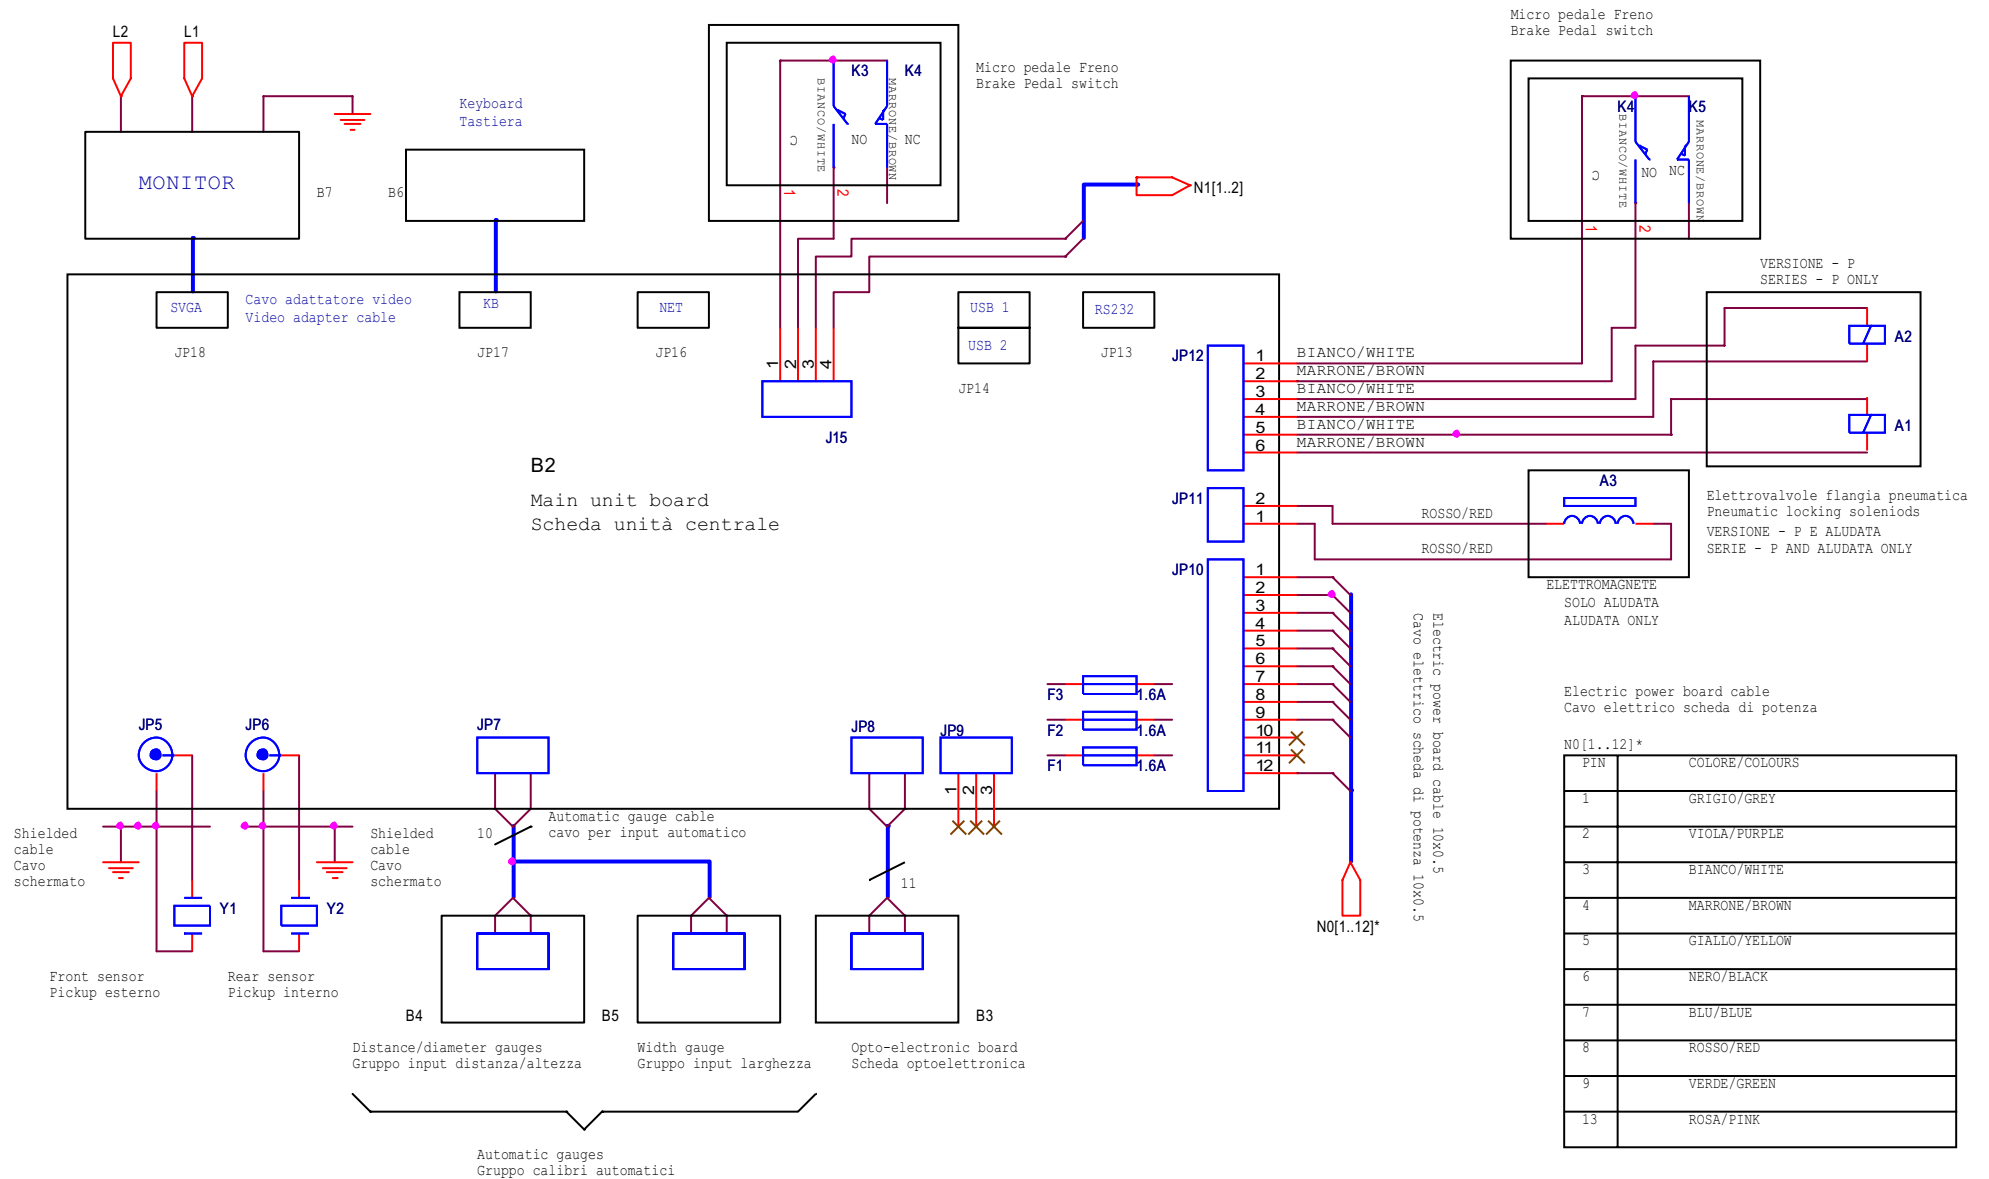 L2
L1
Keyboard
Tastiera
MONITOR
B7
B6
K3
K4
BIANCO/WHITE
MARRONE/BROWN
C
NO
NC
1
2
Micro pedale Freno
Brake Pedal switch
N1[1..2]
Micro pedale Freno
Brake Pedal switch
K4
K5
BIANCO/WHITE
MARRONE/BROWN
C
NO
NC
1
2
VERSIONE - P
SERIES - P ONLY
SVGA
Cavo adattatore video
Video adapter cable
JP18
KB
JP17
NET
JP16
USB 1
USB 2
JP14
RS232
JP13
1
2
3
4
J15
JP12
1 BIANCO/WHITE
2 MARRONE/BROWN
3 BIANCO/WHITE
4 MARRONE/BROWN
5 BIANCO/WHITE
6 MARRONE/BROWN
A2
A1
B2
Main unit board
Scheda unità centrale
JP11
2
1
ROSSO/RED
ROSSO/RED
A3
ELETTROMAGNETE
SOLO ALUDATA
ALUDATA ONLY
Elettrovalvole flangia pneumatica
Pneumatic locking soleniods
VERSIONE - P E ALUDATA
SERIE - P AND ALUDATA ONLY
JP10
1
2
3
4
5
6
7
8
9
10
11
12
Electric power board cable 10x0.5
Cavo elettrico scheda di potenza 10x0.5
N0[1..12]*
F3 1.6A
F2 1.6A
F1 1.6A
JP5
JP6
JP7
JP8
JP9
1
2
3
Shielded
cable
Cavo
schermato
Shielded
cable
Cavo
schermato
Y1
Y2
Front sensor
Pickup esterno
Rear sensor
Pickup interno
10
Automatic gauge cable
cavo per input automatico
11
B4
B5
B3
Distance/diameter gauges
Gruppo input distanza/altezza
Width gauge
Gruppo input larghezza
Opto-electronic board
Scheda optoelettronica
Automatic gauges
Gruppo calibri automatici
Electric power board cable
Cavo elettrico scheda di potenza
N0[1..12]*
PIN COLORE/COLOURS
1 GRIGIO/GREY
2 VIOLA/PURPLE
3 BIANCO/WHITE
4 MARRONE/BROWN
5 GIALLO/YELLOW
6 NERO/BLACK
7 BLU/BLUE
8 ROSSO/RED
9 VERDE/GREEN
13 ROSA/PINK